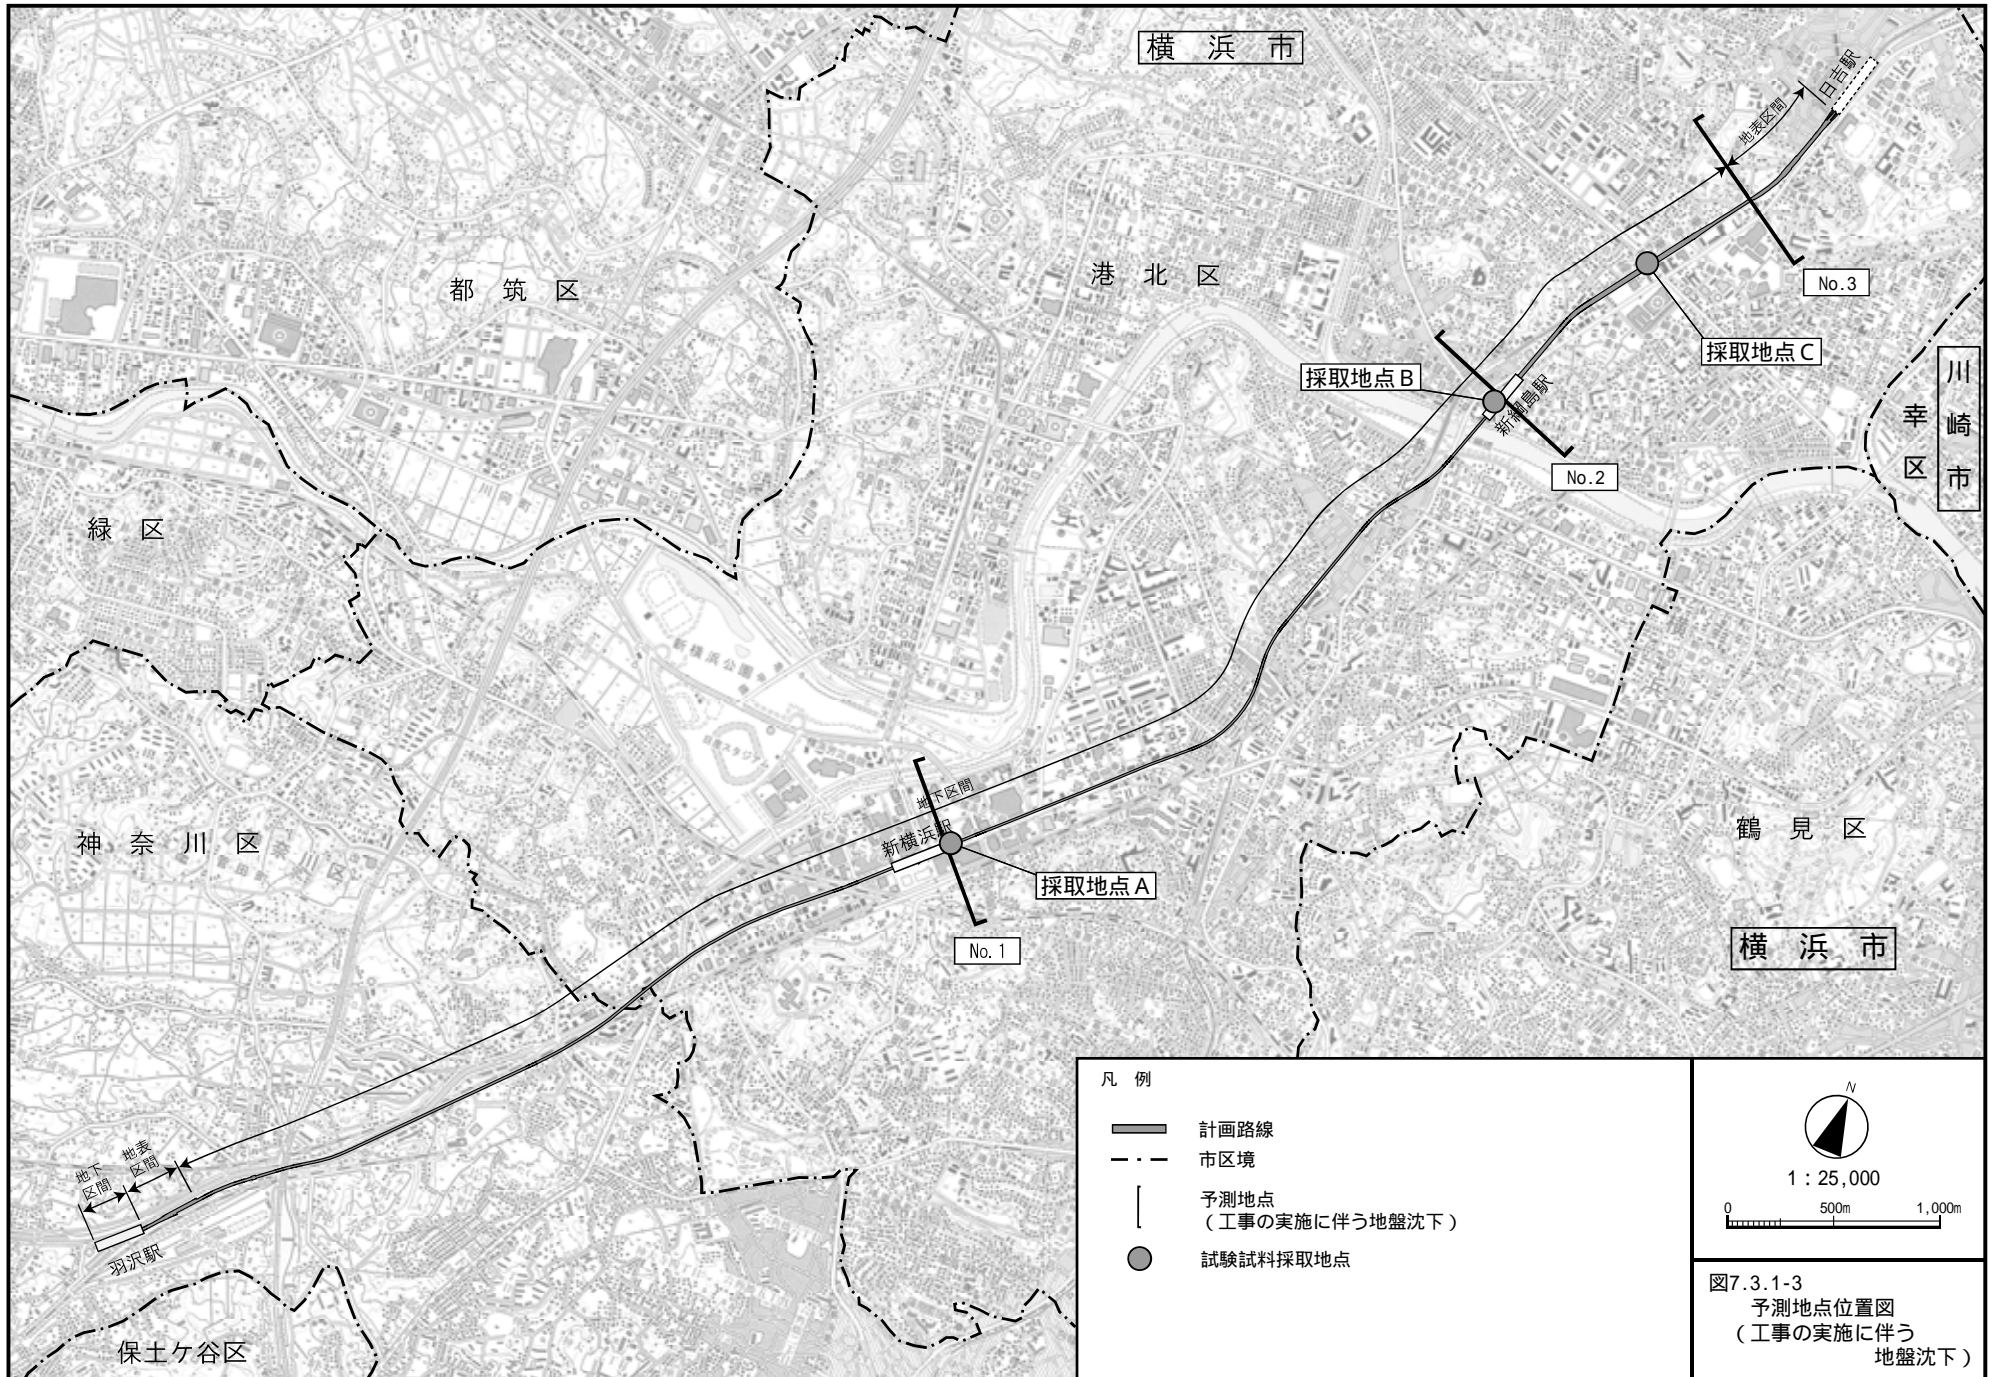 横 浜 市
日吉駅
地表区間
都 筑 区
港 北 区
No.3
採取地点C
採取地点B
新綱島駅
川崎市
幸区
No.2
緑 区
新横浜公園
地下区間
新横浜駅
神 奈 川 区
鶴 見 区
採取地点A
No.1
横 浜 市
地下
区間
地表
区間
羽沢駅
保土ケ谷区
凡 例
計画路線
市区境
予測地点
(工事の実施に伴う地盤沈下)
試験試料採取地点
N
1:25,000
0 500m 1,000m
図7.3.1-3
予測地点位置図
(工事の実施に伴う
地盤沈下)